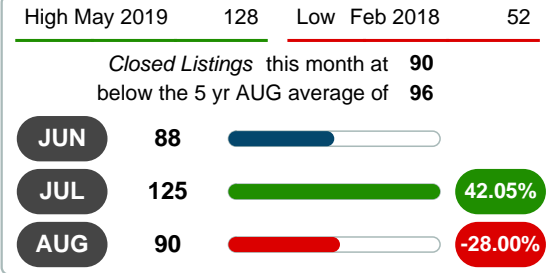 High May 2019 128 Low Feb 2018 52
Closed Listings this month at 90
below the 5 yr AUG average of 96
JUN 88
JUL 125 42.05%
AUG 90 -28.00%